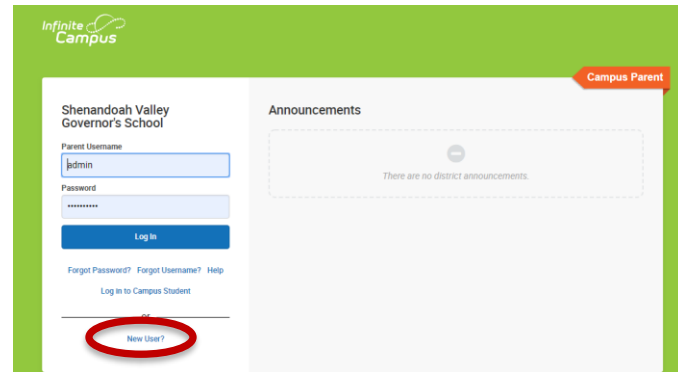 Infinite
Campus
Campus Parent
Shenandoah Valley
Governor's School
Parent Username
admin
Password
••••••••••
Log In
Forgot Password? Forgot Username? Help
Log in to Campus Student
or
New User?
Announcements
There are no district announcements.